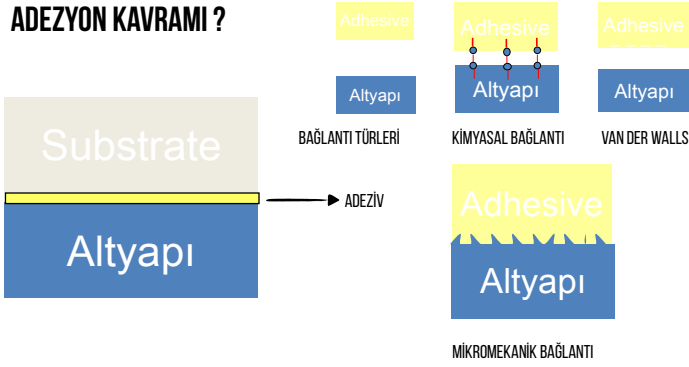 ADEZYON KAVRAMI ?
Adhesive
Adhesive
Adhesive
Altyapı
Altyapı
Altyapı
BAĞLANTI TÜRLERİ
KİMYASAL BAĞLANTI
VAN DER WALLS
Substrate
ADEZİV
Altyapı
Adhesive
Altyapı
MİKROMEKANİK BAĞLANTI